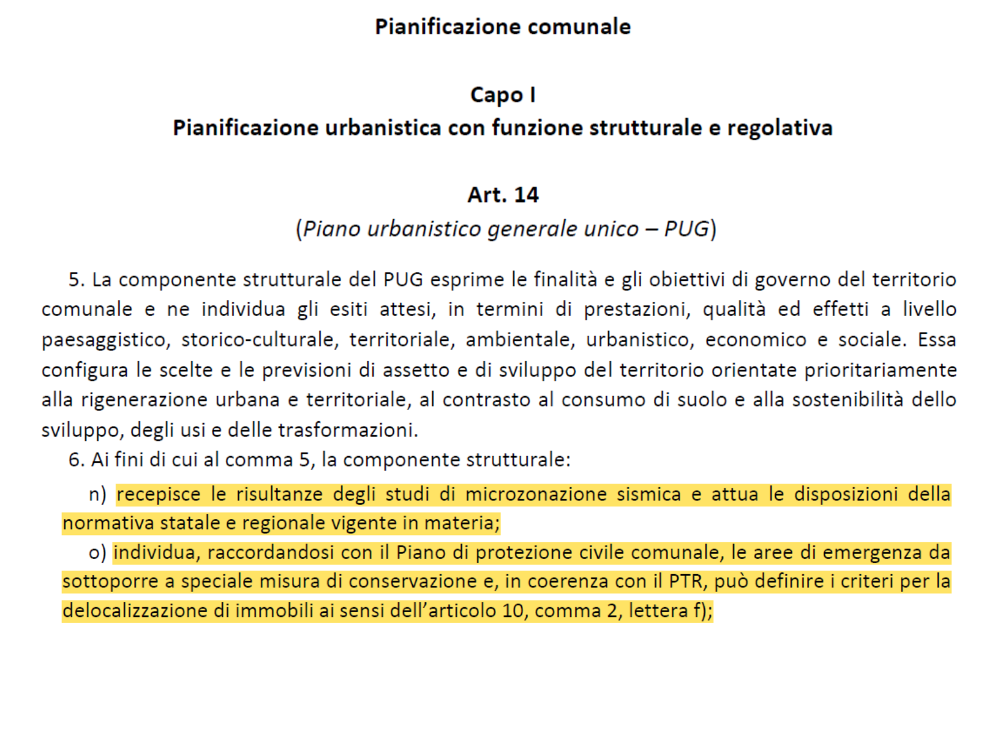 Pianificazione comunale
Capo I
Pianificazione urbanistica con funzione strutturale e regolativa
Art. 14
(Piano urbanistico generale unico – PUG)
5. La componente strutturale del PUG esprime le finalità e gli obiettivi di governo del territorio
comunale e ne individua gli esiti attesi, in termini di prestazioni, qualità ed effetti a livello
paesaggistico, storico-culturale, territoriale, ambientale, urbanistico, economico e sociale. Essa
configura le scelte e le previsioni di assetto e di sviluppo del territorio orientate prioritariamente
alla rigenerazione urbana e territoriale, al contrasto al consumo di suolo e alla sostenibilità dello
sviluppo, degli usi e delle trasformazioni.
6. Ai fini di cui al comma 5, la componente strutturale:
n) recepisce le risultanze degli studi di microzonazione sismica e attua le disposizioni della
normativa statale e regionale vigente in materia;
o) individua, raccordandosi con il Piano di protezione civile comunale, le aree di emergenza da
sottoporre a speciale misura di conservazione e, in coerenza con il PTR, può definire i criteri per la
delocalizzazione di immobili ai sensi dell’articolo 10, comma 2, lettera f);